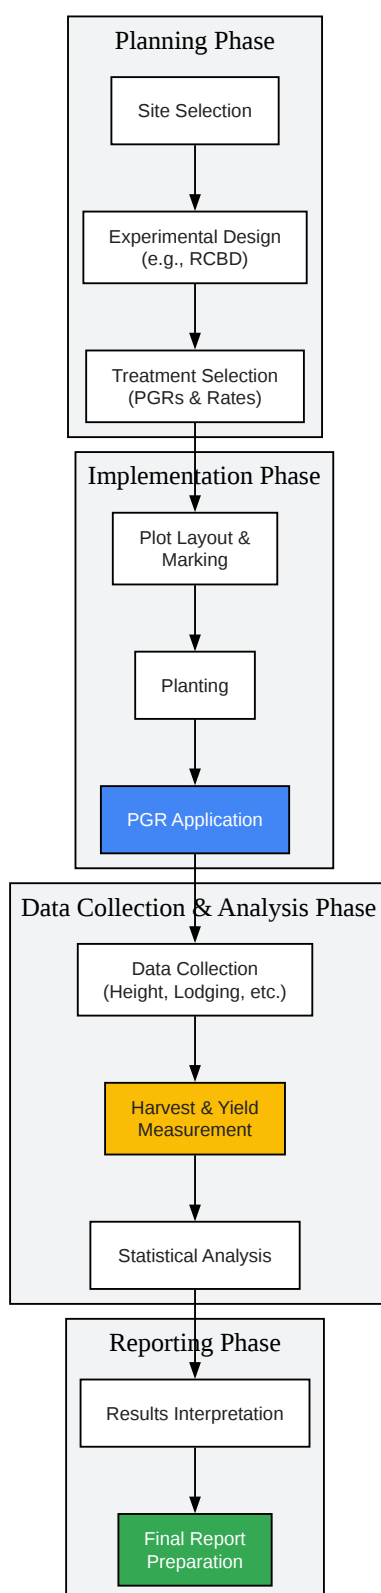 Planning Phase
Site Selection
Experimental Design
(e.g., RCBD)
Treatment Selection
(PGRs & Rates)
Implementation Phase
Plot Layout &
Marking
Planting
PGR Application
Data Collection & Analysis Phase
Data Collection
(Height, Lodging, etc.)
Harvest & Yield
Measurement
Statistical Analysis
Reporting Phase
Results Interpretation
Final Report
Preparation